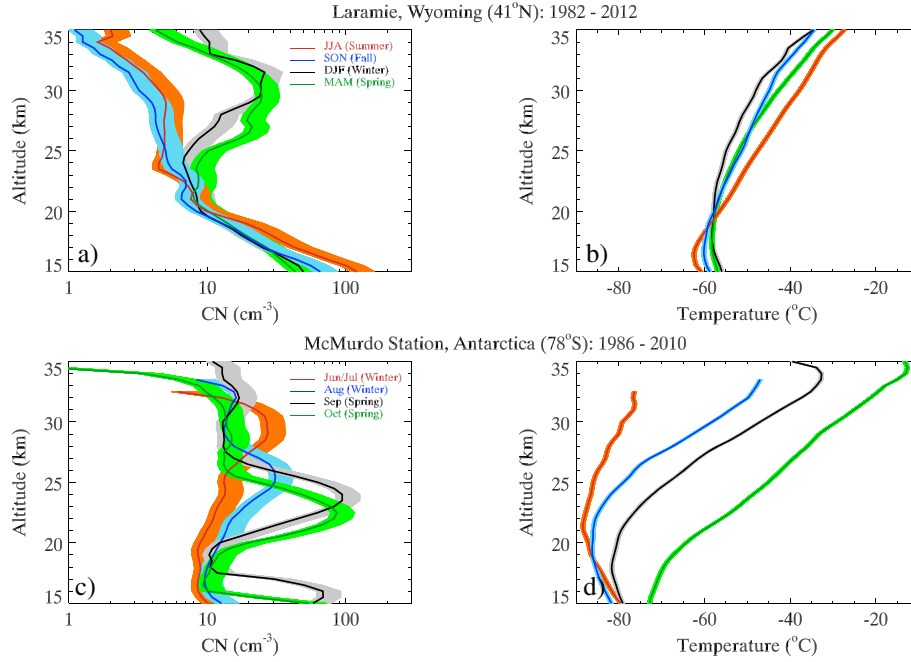 Laramie, Wyoming (41°N): 1982 - 2012
35
30
25
20
15
Altitude (km)
JJA (Summer)
SON (Fall)
DJF (Winter)
MAM (Spring)
a)
1
10
100
CN (cm⁻³)
35
30
25
20
15
Altitude (km)
b)
-80
-60
-40
-20
Temperature (°C)
McMurdo Station, Antarctica (78°S): 1986 - 2010
35
30
25
20
15
Altitude (km)
Jun/Jul (Winter)
Aug (Winter)
Sep (Spring)
Oct (Spring)
c)
1
10
100
CN (cm⁻³)
35
30
25
20
15
Altitude (km)
d)
-80
-60
-40
-20
Temperature (°C)